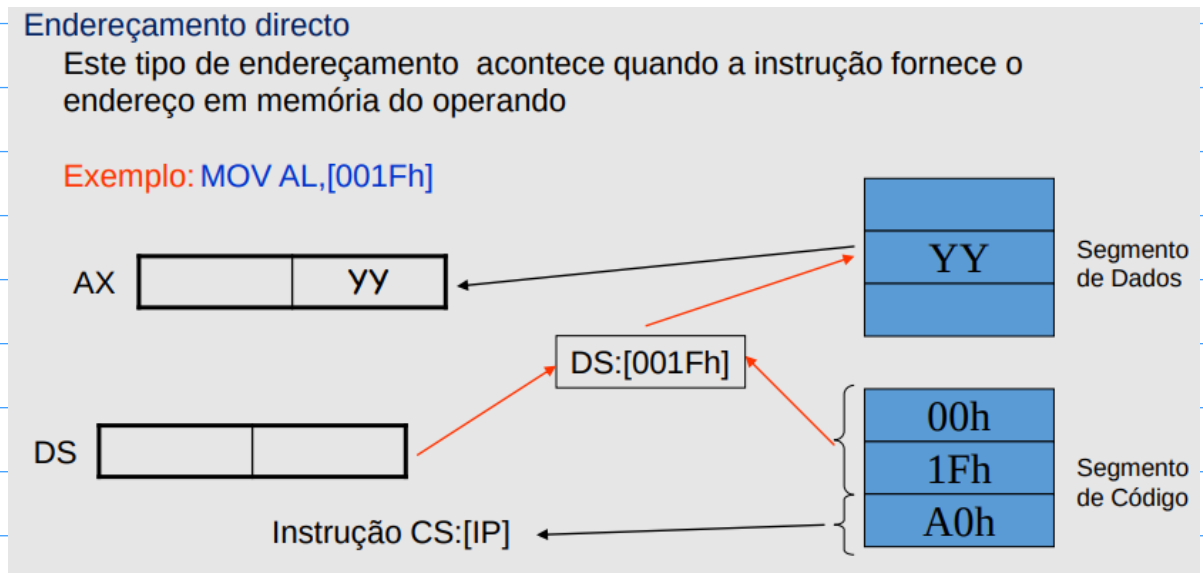 Endereçamento directo
Este tipo de endereçamento acontece quando a instrução fornece o
endereço em memória do operando
Exemplo: MOV AL,[001Fh]
AX
YY
YY
Segmento
de Dados
DS:[001Fh]
DS
00h
1Fh
A0h
Segmento
de Código
Instrução CS:[IP]